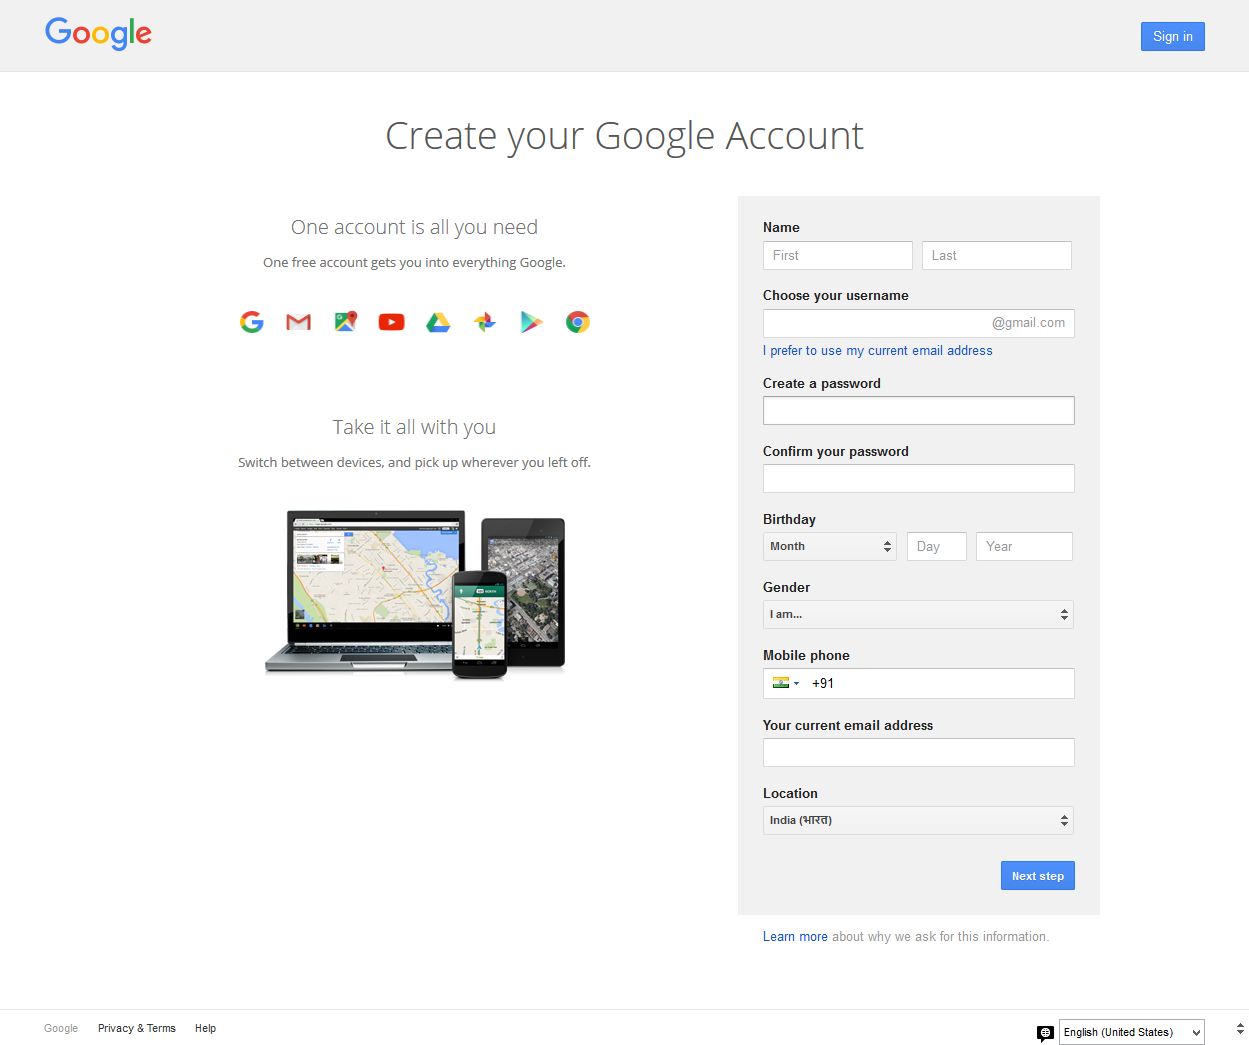 Google
Sign in
Create your Google Account
One account is all you need
One free account gets you into everything Google.
Take it all with you
Switch between devices, and pick up wherever you left off.
Name
First Last
Choose your username
@gmail.com
I prefer to use my current email address
Create a password
Confirm your password
Birthday
Month Day Year
Gender
I am...
Mobile phone
+91
Your current email address
Location
India (भारत)
Next step
Learn more about why we ask for this information.
Google Privacy & Terms Help
English (United States)